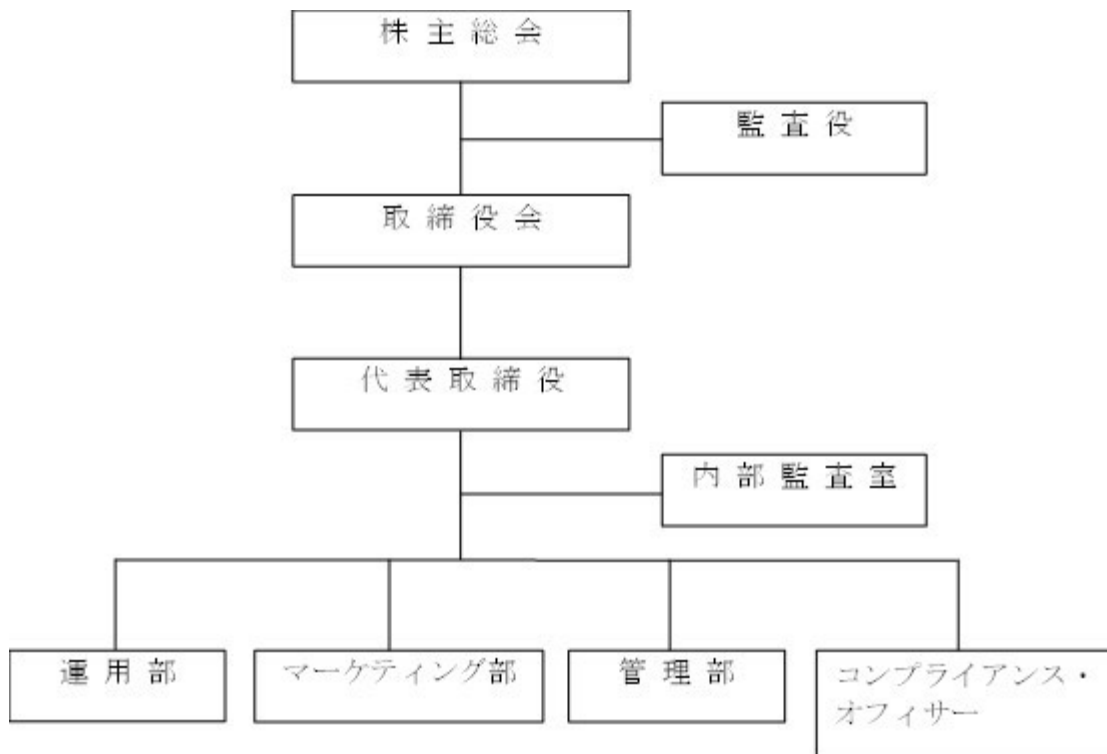 株主総会
監査役
取締役会
代表取締役
内部監査室
運用部
マーケティング部
管理部
コンプライアンス・
オフィサー